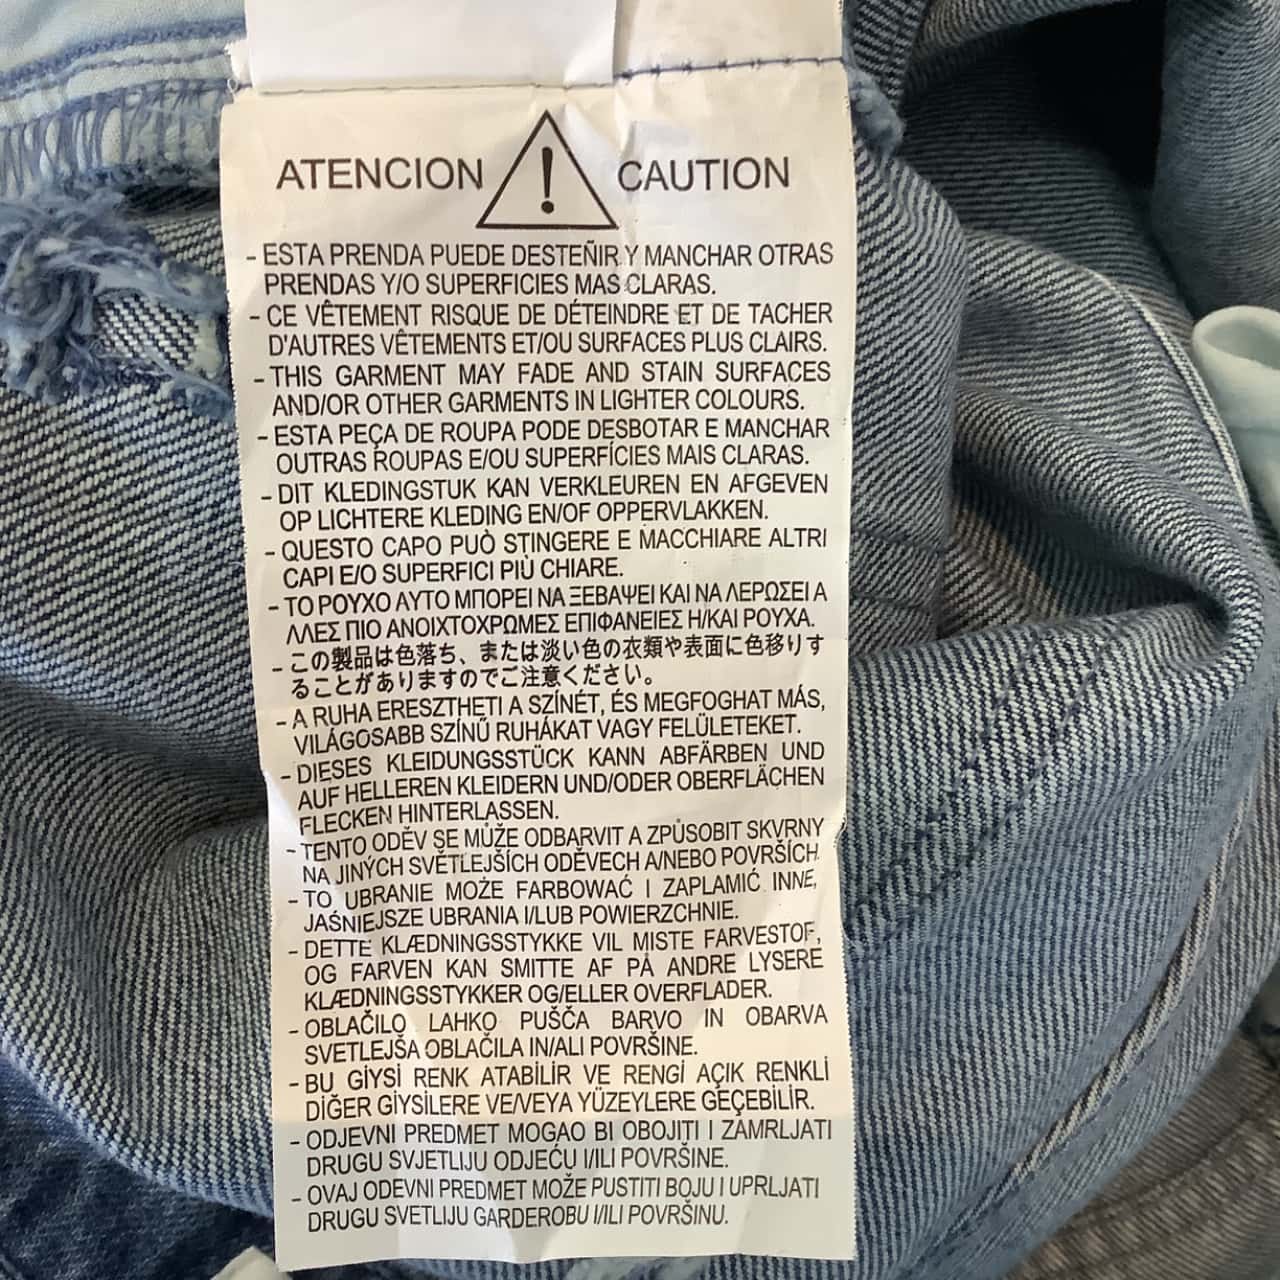 ATENCION ! CAUTION
- ESTA PRENDA PUEDE DESTEÑIR Y MANCHAR OTRAS
PRENDAS Y/O SUPERFICIES MAS CLARAS.
- CE VÊTEMENT RISQUE DE DÉTEINDRE ET DE TACHER
D'AUTRES VÊTEMENTS ET/OU SURFACES PLUS CLAIRS.
- THIS GARMENT MAY FADE AND STAIN SURFACES
AND/OR OTHER GARMENTS IN LIGHTER COLOURS.
- ESTA PEÇA DE ROUPA PODE DESBOTAR E MANCHAR
OUTRAS ROUPAS E/OU SUPERFÍCIES MAIS CLARAS.
- DIT KLEDINGSTUK KAN VERKLEUREN EN AFGEVEN
OP LICHTERE KLEDING EN/OF OPPERVLAKKEN.
- QUESTO CAPO PUÒ STINGERE E MACCHIARE ALTRI
CAPI E/O SUPERFICI PIÙ CHIARE.
- ΤΟ ΡΟΥΧΟ ΑΥΤΟ ΜΠΟΡΕΙ ΝΑ ΞΕΒΑΨΕΙ ΚΑΙ ΝΑ ΛΕΡΩΣΕΙ Α
ΛΛΕΣ ΠΙΟ ΑΝΟΙΧΤΟΧΡΩΜΕΣ ΕΠΙΦΑΝΕΙΕΣ Η/ΚΑΙ ΡΟΥΧΑ.
- この製品は色落ち、または淡い色の衣類や表面に色移りす
ることがありますのでご注意ください。
- A RUHA ERESZTHETI A SZÍNÉT, ÉS MEGFOGHAT MÁS,
VILÁGOSABB SZÍNŰ RUHÁKAT VAGY FELÜLETEKET.
- DIESES KLEIDUNGSSTÜCK KANN ABFÄRBEN UND
AUF HELLEREN KLEIDERN UND/ODER OBERFLÄCHEN
FLECKEN HINTERLASSEN.
- TENTO ODĚV SE MŮŽE ODBARVIT A ZPŮSOBIT SKVRNY
NA JINÝCH SVĚTLEJŠÍCH ODĚVECH A/NEBO POVRŠÍCH.
- TO UBRANIE MOŻE FARBOWAĆ I ZAPLAMIĆ INNE,
JAŚNIEJSZE UBRANIA I/LUB POWIERZCHNIE.
- DETTE KLÆDNINGSSTYKKE VIL MISTE FARVESTOF,
OG FARVEN KAN SMITTE AF PÅ ANDRE LYSERE
KLÆDNINGSSTYKKER OG/ELLER OVERFLADER.
- OBLAČILO LAHKO PUŠČA BARVO IN OBARVA
SVETLEJŠA OBLAČILA IN/ALI POVRŠINE.
- BU GİYSİ RENK ATABİLİR VE RENGİ AÇIK RENKLİ
DİĞER GİYSİLERE VE/VEYA YÜZEYLERE GEÇEBİLİR.
- ODJEVNI PREDMET MOGAO BI OBOJITI I ZAMRLJATI
DRUGU SVJETLIJU ODJEĆU I/ILI POVRŠINE.
- OVAJ ODEVNI PREDMET MOŽE PUSTITI BOJU I UPRLJATI
DRUGU SVETLIJU GARDEROBU I/ILI POVRŠINU.